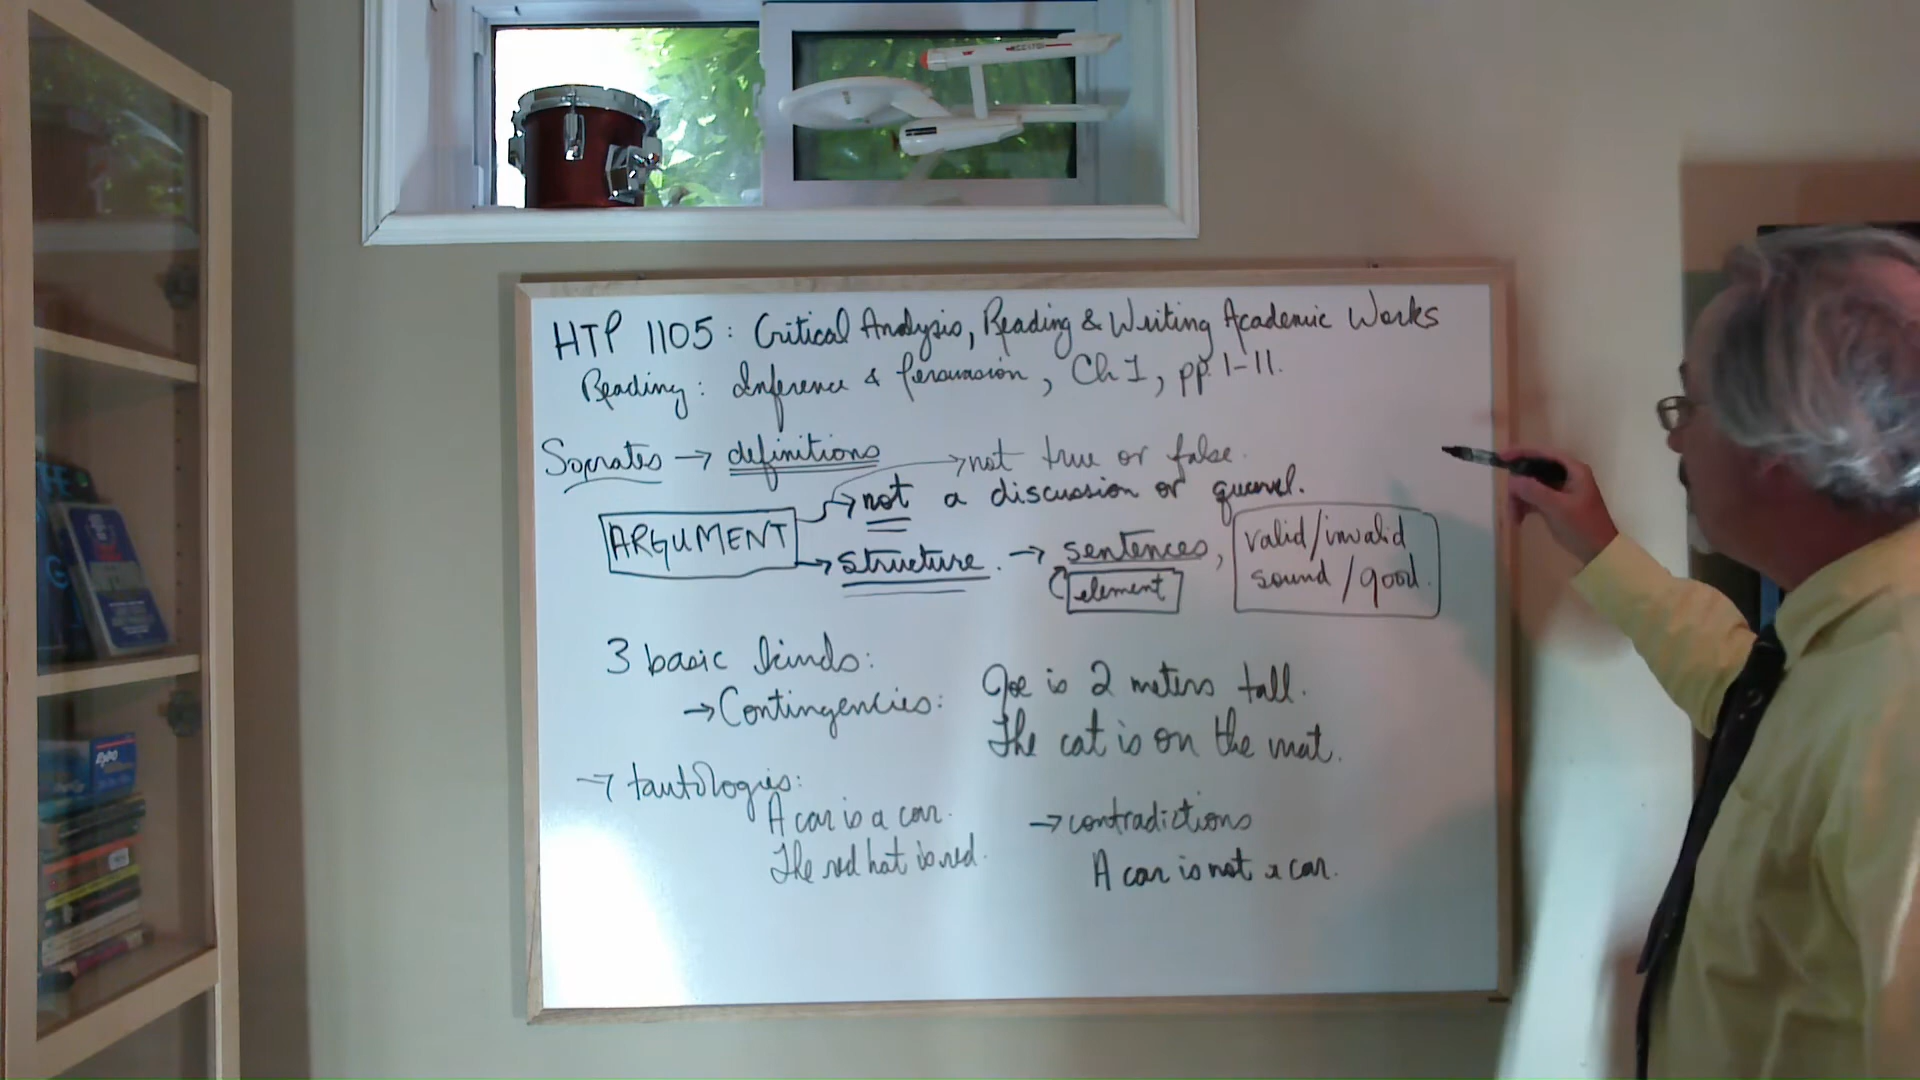 HTP 1105: Critical Analysis, Reading & Writing Academic Works
Reading: Inference & Persuasion, Ch 1, pp. 1-11.
Socrates → definitions
→ not true or false.
→ not a discussion or quarrel.
ARGUMENT
→ structure. → sentences,
element
valid/invalid
sound/good.
3 basic kinds:
→ Contingencies:
Joe is 2 meters tall.
The cat is on the mat.
→ tautologies:
A car is a car.
The red hat is red.
→ contradictions
A car is not a car.
EXPO